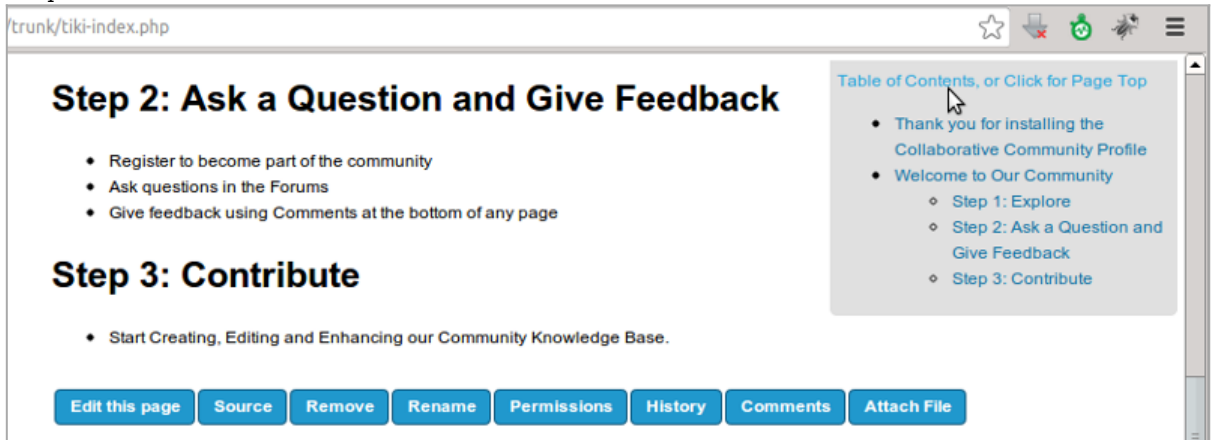 /trunk/tiki-index.php
Step 2: Ask a Question and Give Feedback
Register to become part of the community
Ask questions in the Forums
Give feedback using Comments at the bottom of any page
Step 3: Contribute
Start Creating, Editing and Enhancing our Community Knowledge Base.
Table of Contents, or Click for Page Top
Thank you for installing the
Collaborative Community Profile
Welcome to Our Community
Step 1: Explore
Step 2: Ask a Question and
Give Feedback
Step 3: Contribute
Edit this page Source Remove Rename Permissions History Comments Attach File